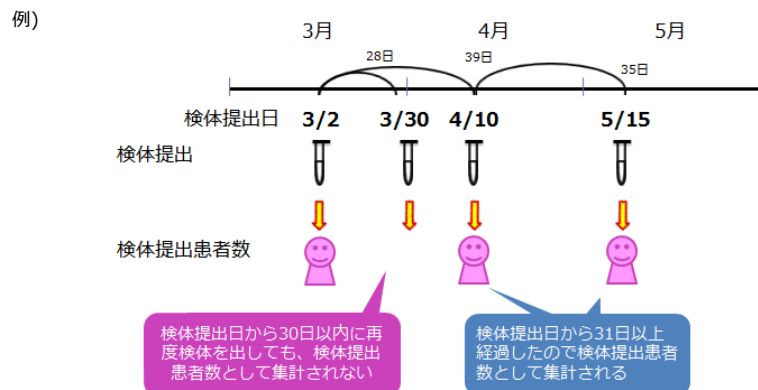 例)
3月 4月 5月
28日 39日 35日
検体提出日 3/2 3/30 4/10 5/15
検体提出
検体提出患者数
検体提出日から30日以内に再
度検体を出しても、検体提出
患者数として集計されない
検体提出日から31日以上
経過したので検体提出患者
数として集計される